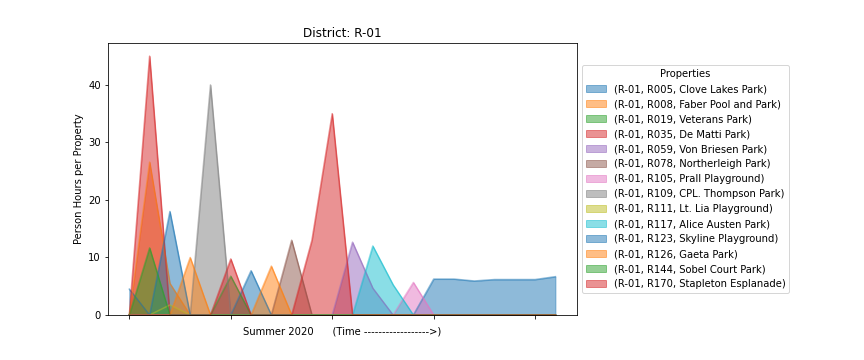 District: R-01
Person Hours per Property
40
30
20
10
0
Summer 2020 (Time ------------------>)
Properties
(R-01, R005, Clove Lakes Park)
(R-01, R008, Faber Pool and Park)
(R-01, R019, Veterans Park)
(R-01, R035, De Matti Park)
(R-01, R059, Von Briesen Park)
(R-01, R078, Northerleigh Park)
(R-01, R105, Prall Playground)
(R-01, R109, CPL. Thompson Park)
(R-01, R111, Lt. Lia Playground)
(R-01, R117, Alice Austen Park)
(R-01, R123, Skyline Playground)
(R-01, R126, Gaeta Park)
(R-01, R144, Sobel Court Park)
(R-01, R170, Stapleton Esplanade)